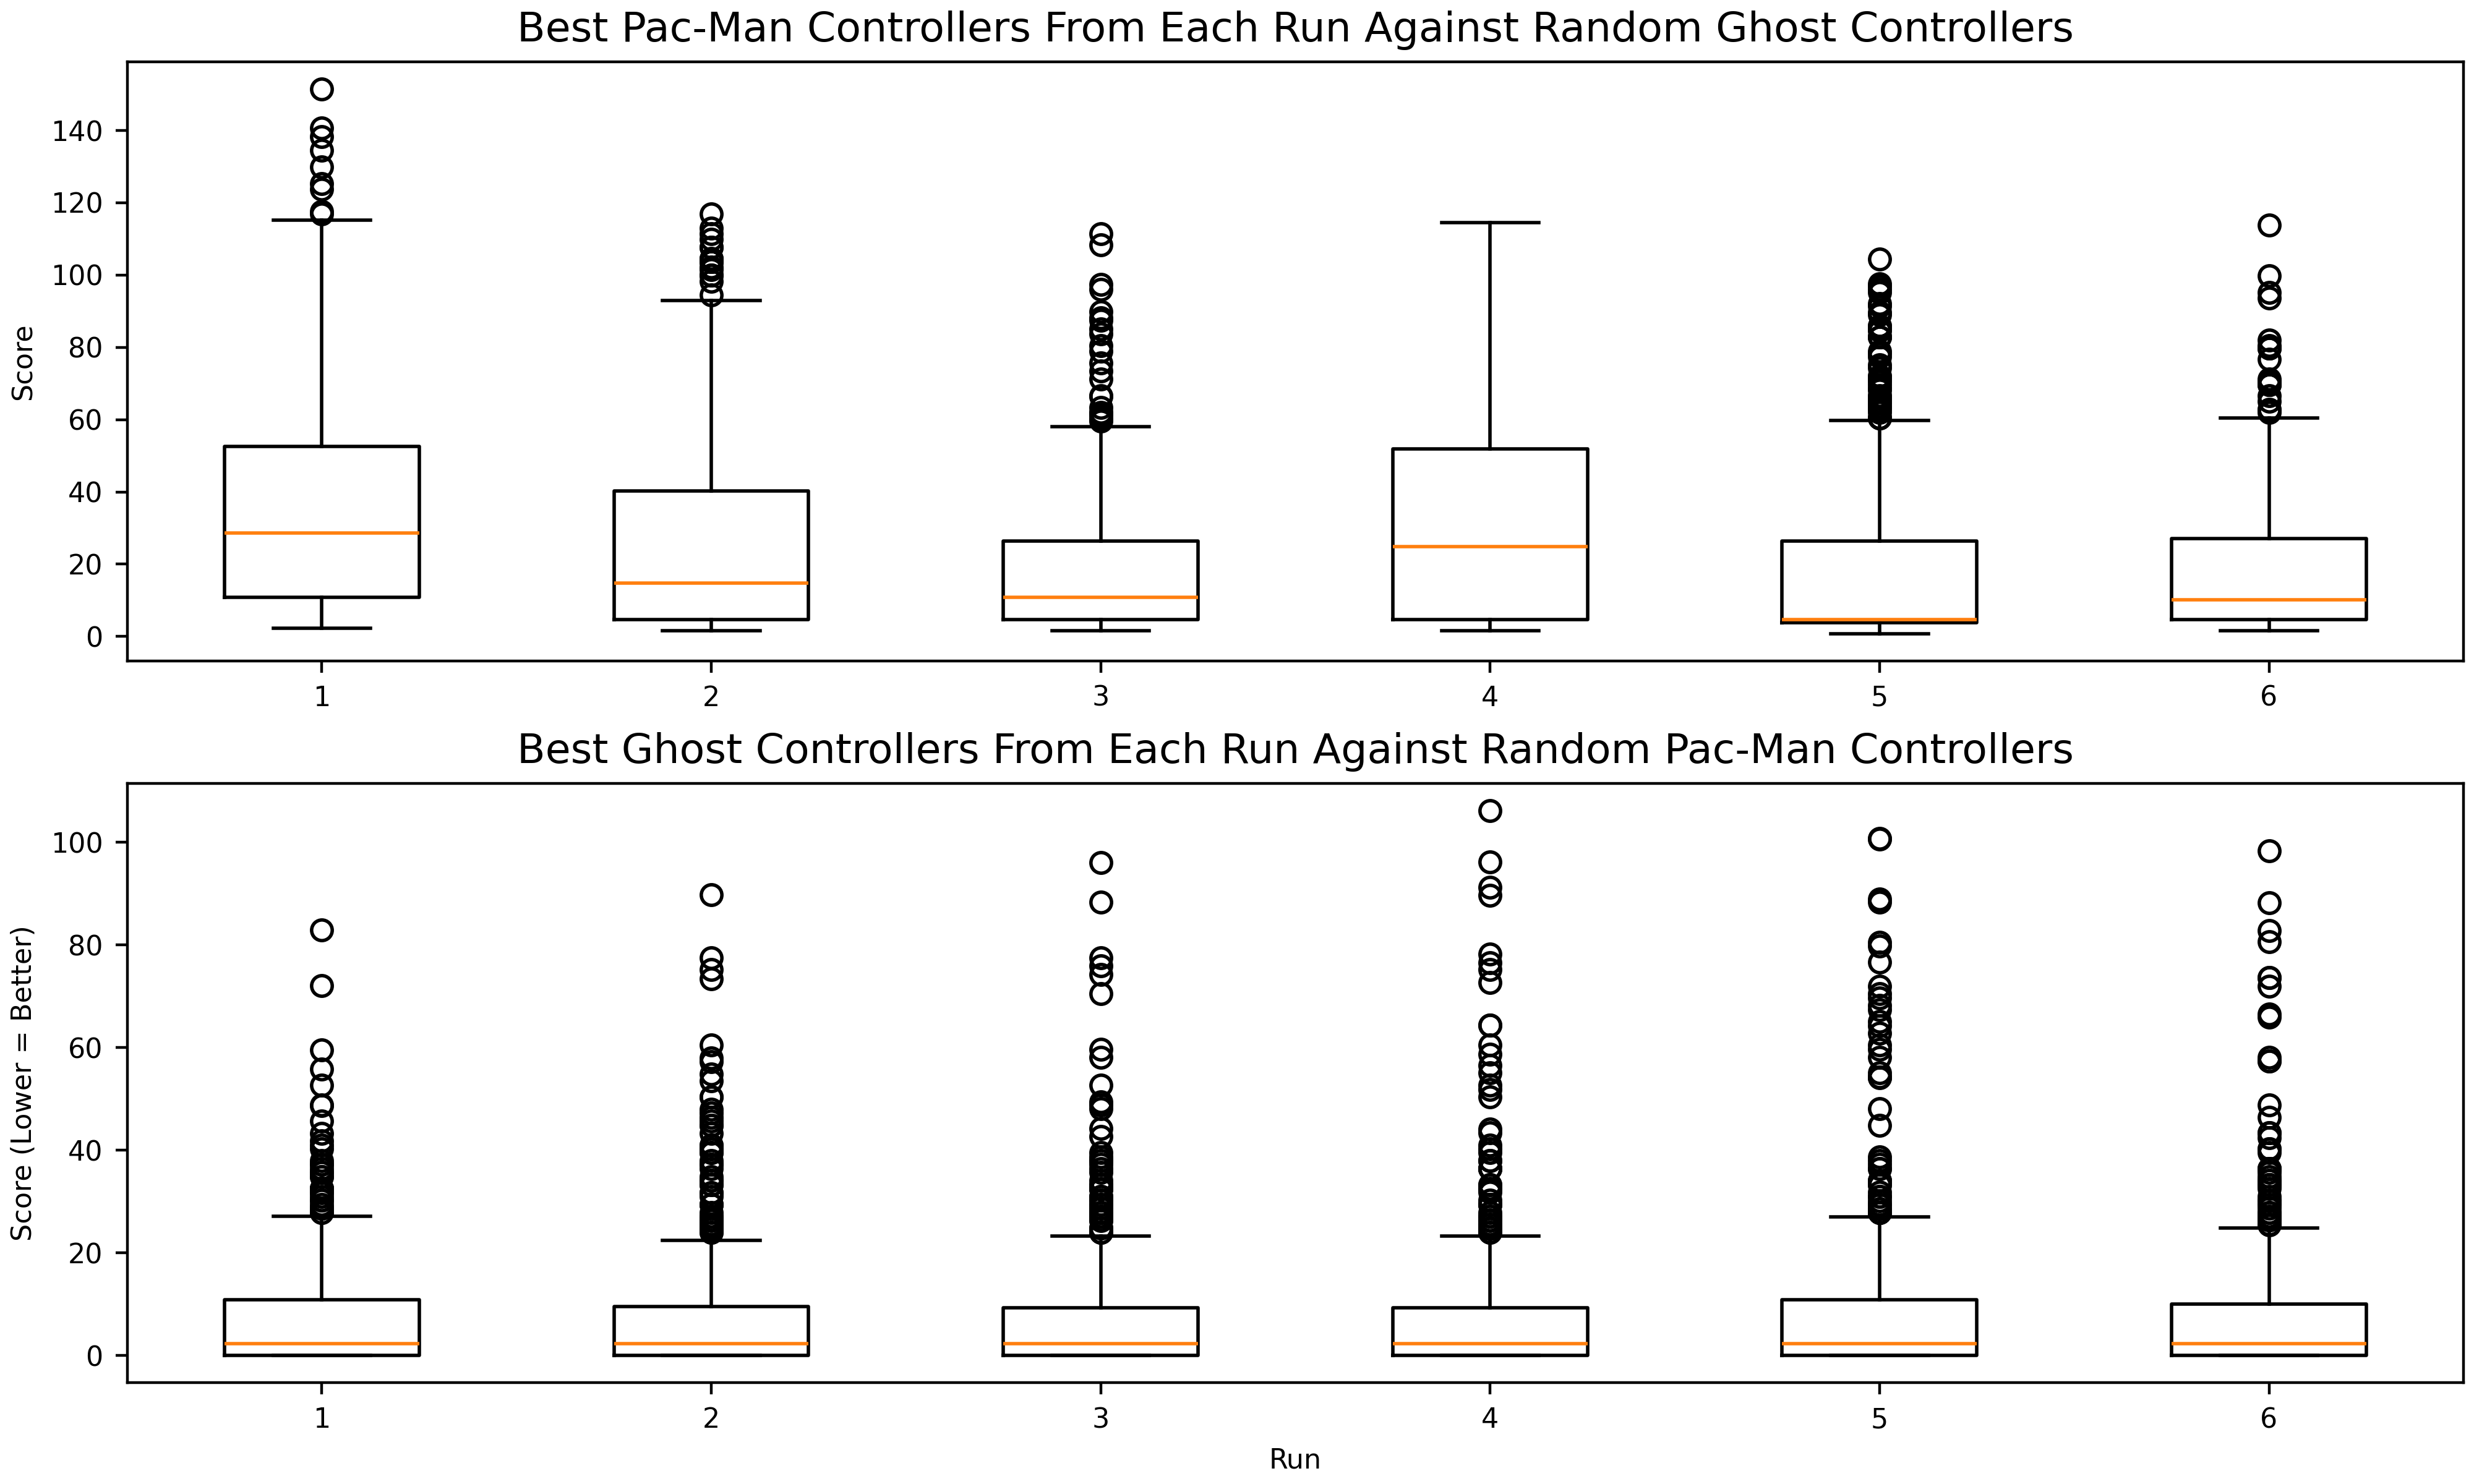 Best Pac-Man Controllers From Each Run Against Random Ghost Controllers
140
120
100
80
60
40
20
0
Score
1 2 3 4 5 6
Best Ghost Controllers From Each Run Against Random Pac-Man Controllers
100
80
60
40
20
0
Score (Lower = Better)
1 2 3 4 5 6
Run